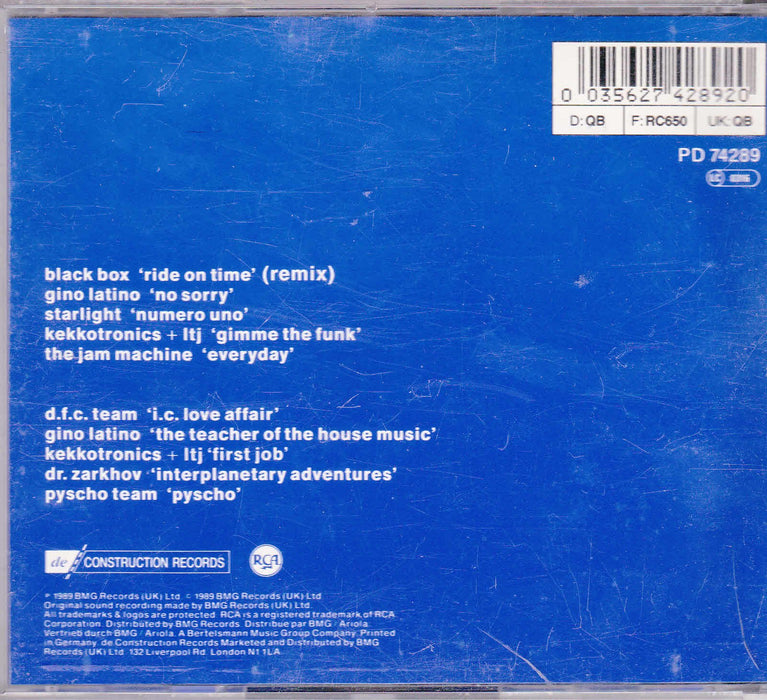 0 035627 428920
D: QB F: RC650 UK: QB
PD 74289
LC
black box 'ride on time' (remix)
gino latino 'no sorry'
starlight 'numero uno'
kekkotronics + ltj 'gimme the funk'
the jam machine 'everyday'
d.f.c. team 'i.c. love affair'
gino latino 'the teacher of the house music'
kekkotronics + ltj 'first job'
dr. zarkhov 'interplanetary adventures'
pyscho team 'pyscho'
de CONSTRUCTION RECORDS RCA
℗ 1989 BMG Records (UK) Ltd © 1989 BMG Records (UK) Ltd
Original sound recording made by BMG Records (UK) Ltd.
All trademarks & logos are protected. RCA is a registered trademark of RCA
Corporation. Distributed by BMG Records. Distribue par BMG / Ariola.
Vertrieb durch BMG / Ariola. A Bertelsmann Music Group Company. Printed
in Germany. de Construction Records Marketed and Distributed by BMG
Records (UK) Ltd. 132 Liverpool Rd. London N1 1LA